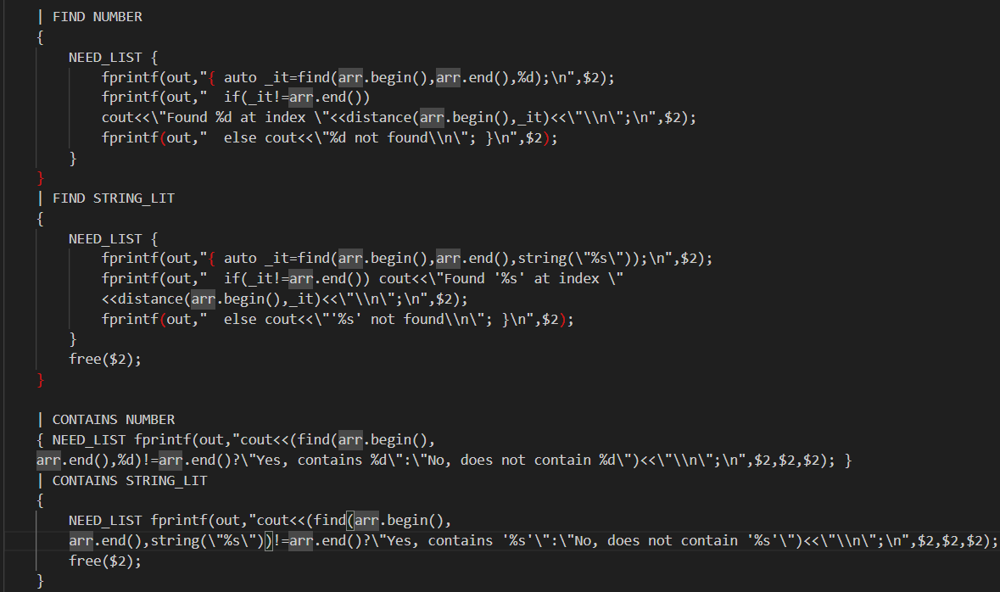 | FIND NUMBER
{
NEED_LIST {
fprintf(out,"{ auto _it=find(arr.begin(),arr.end(),%d);\n",$2);
fprintf(out,"  if(_it!=arr.end())
cout<<\"Found %d at index \"<<distance(arr.begin(),_it)<<\"\\n\";\n",$2);
fprintf(out,"  else cout<<\"%d not found\\n\"; }\n",$2);
}
}
| FIND STRING_LIT
{
NEED_LIST {
fprintf(out,"{ auto _it=find(arr.begin(),arr.end(),string(\"%s\"));\n",$2);
fprintf(out,"  if(_it!=arr.end()) cout<<\"Found '%s' at index \"
<<distance(arr.begin(),_it)<<\"\\n\";\n",$2);
fprintf(out,"  else cout<<\"'%s' not found\\n\"; }\n",$2);
}
free($2);
}
| CONTAINS NUMBER
{ NEED_LIST fprintf(out,"cout<<(find(arr.begin(),
arr.end(),%d)!=arr.end()?\"Yes, contains %d\":\"No, does not contain %d\")<<\"\\n\";\n",$2,$2,$2); }
| CONTAINS STRING_LIT
{
NEED_LIST fprintf(out,"cout<<(find(arr.begin(),
arr.end(),string(\"%s\"))!=arr.end()?\"Yes, contains '%s'\":\"No, does not contain '%s'\")<<\"\\n\";\n",$2,$2,$2);
free($2);
}